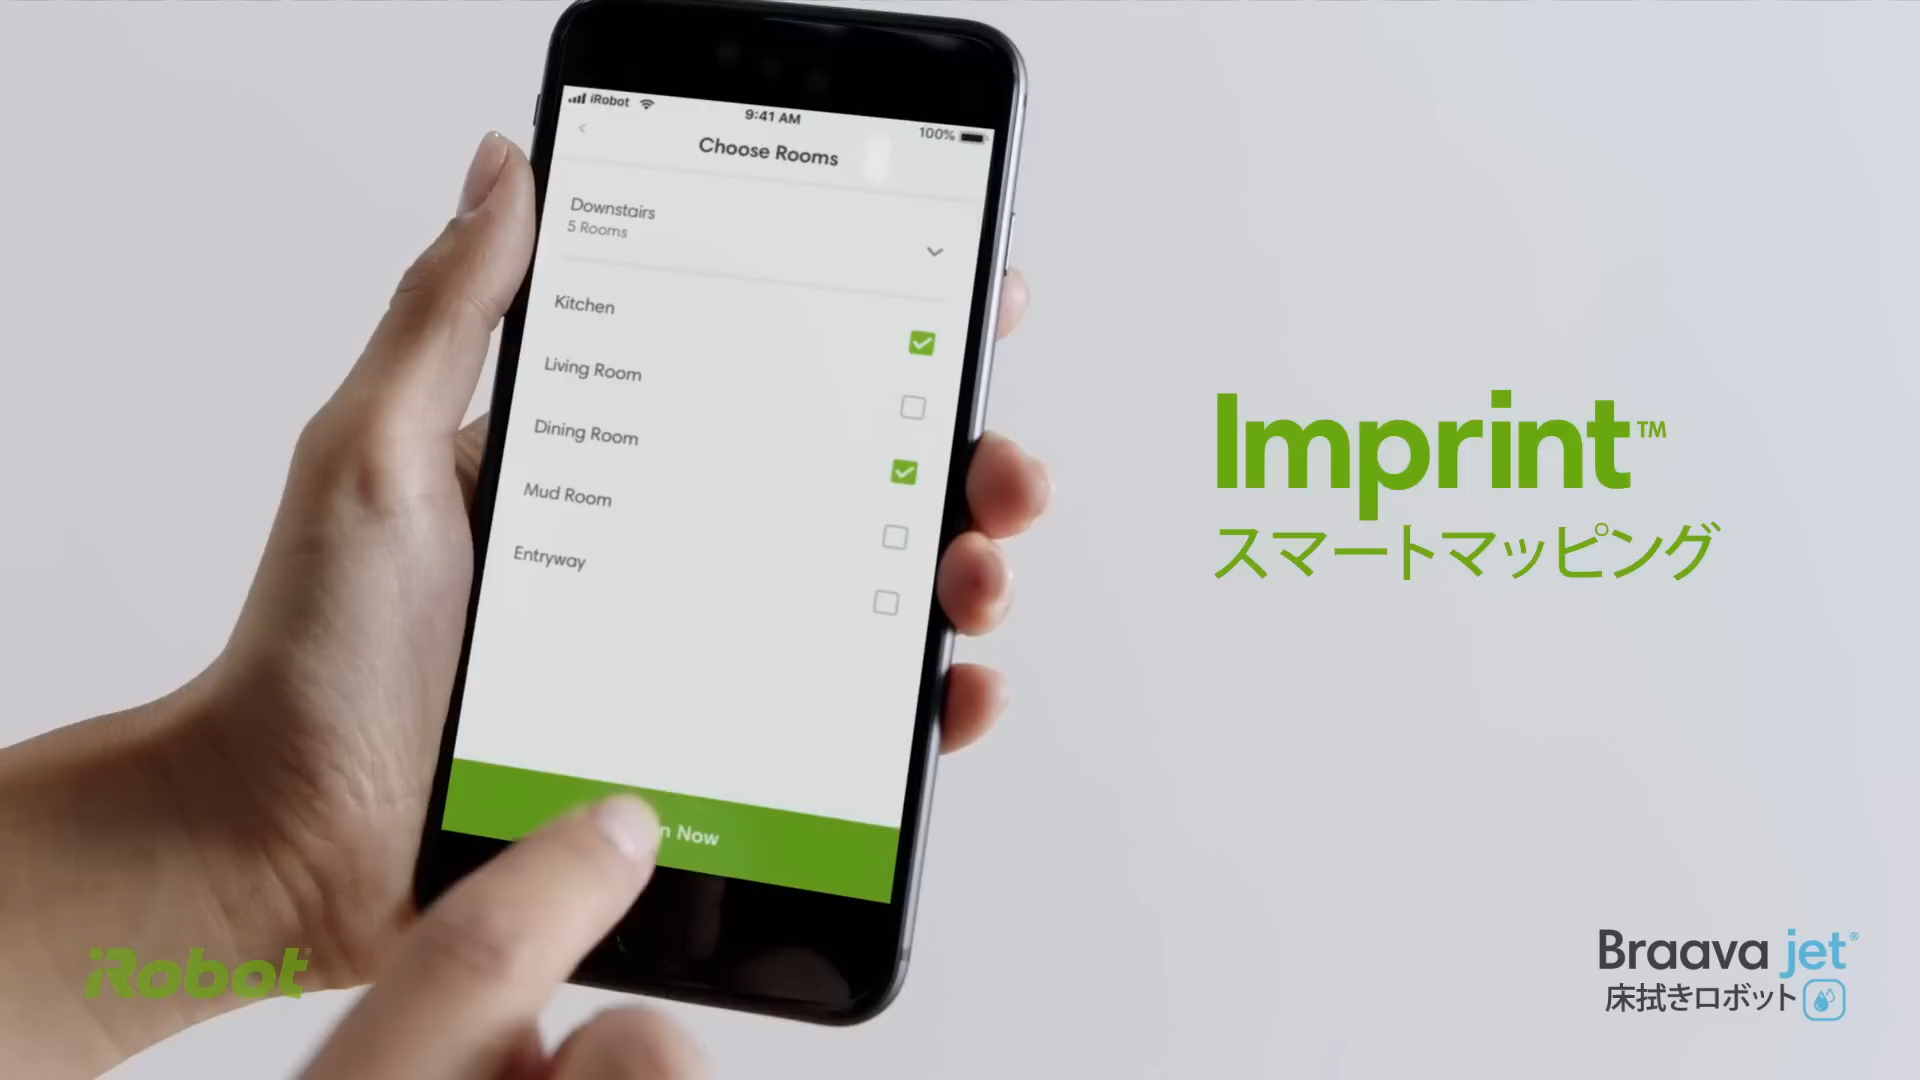 iRobot
9:41 AM
100%
Choose Rooms
Downstairs
5 Rooms
Kitchen
Living Room
Dining Room
Mud Room
Entryway
Now
Imprint™
スマートマッピング
iRobot®
Braava jet®
床拭きロボット